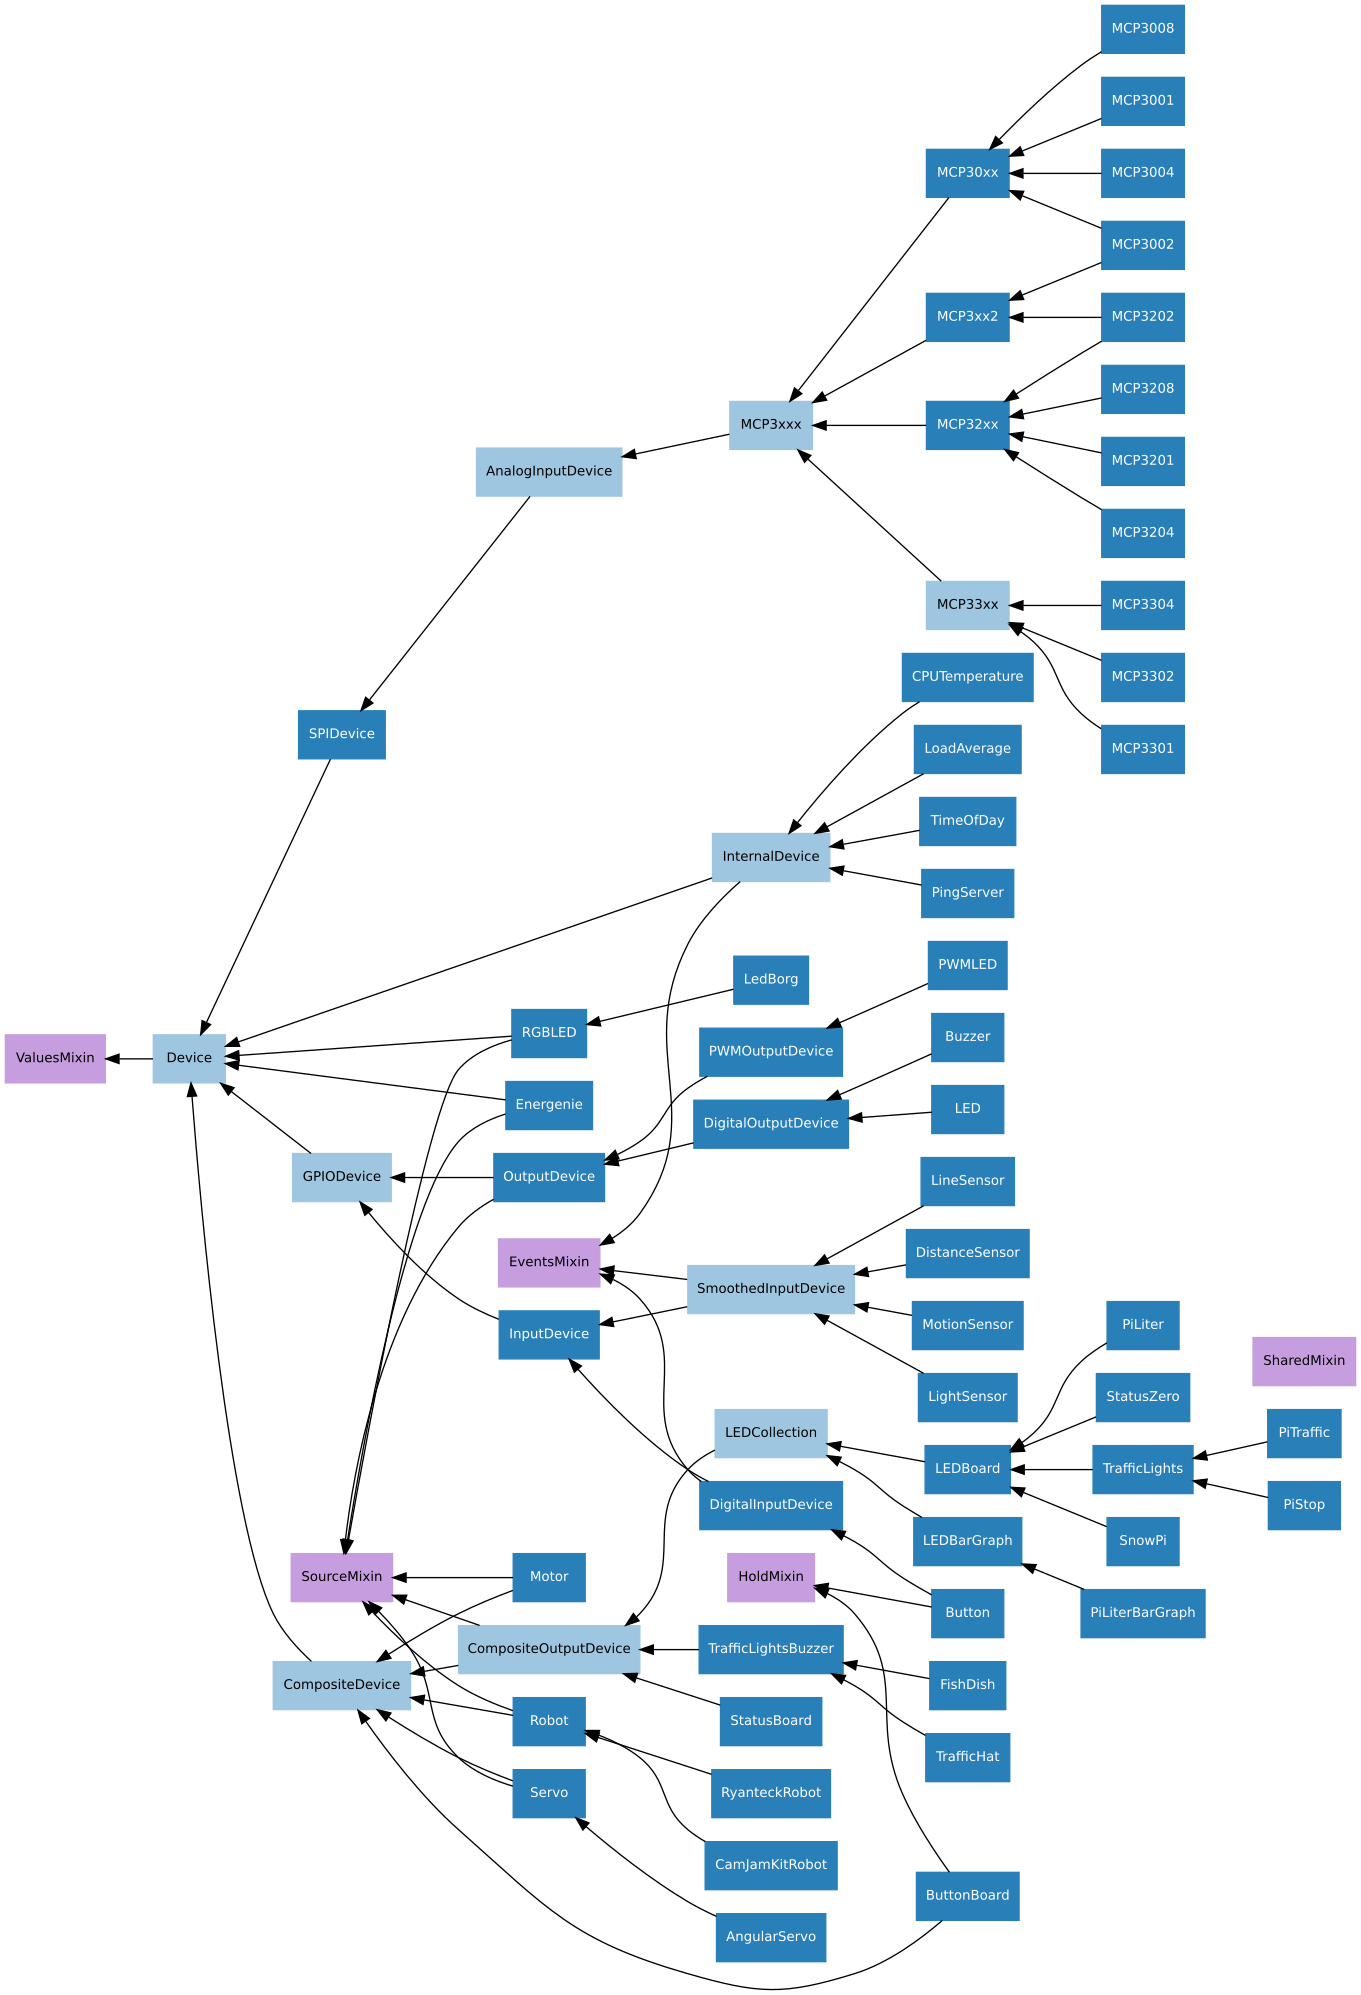 MCP3008
MCP3001
MCP30xx
MCP3004
MCP3002
MCP3xx2
MCP3202
MCP3208
MCP3xxx
MCP32xx
MCP3201
AnalogInputDevice
MCP3204
MCP33xx
MCP3304
CPUTemperature
MCP3302
SPIDevice
LoadAverage
MCP3301
TimeOfDay
InternalDevice
PingServer
PWMLED
LedBorg
RGBLED
Buzzer
PWMOutputDevice
ValuesMixin
Device
Energenie
LED
DigitalOutputDevice
GPIODevice
OutputDevice
LineSensor
DistanceSensor
EventsMixin
SmoothedInputDevice
MotionSensor
PiLiter
InputDevice
SharedMixin
LightSensor
StatusZero
LEDCollection
PiTraffic
LEDBoard
TrafficLights
DigitalInputDevice
PiStop
LEDBarGraph
SnowPi
SourceMixin
Motor
HoldMixin
Button
PiLiterBarGraph
CompositeOutputDevice
TrafficLightsBuzzer
CompositeDevice
FishDish
Robot
StatusBoard
TrafficHat
Servo
RyanteckRobot
CamJamKitRobot
ButtonBoard
AngularServo